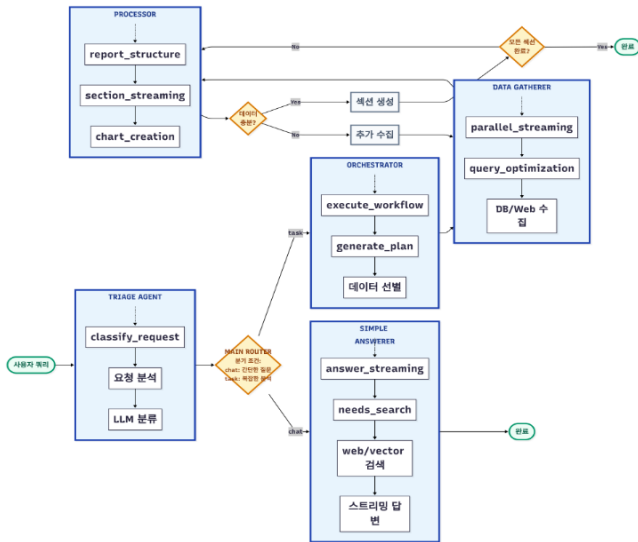 PROCESSOR
report_structure
section_streaming
chart_creation
데이터
충분?
Yes
섹션 생성
No
추가 수집
No
모든 섹션
완료?
Yes
완료
DATA GATHERER
parallel_streaming
query_optimization
DB/Web 수
집
ORCHESTRATOR
execute_workflow
generate_plan
데이터 선별
task
TRIAGE AGENT
classify_request
요청 분석
LLM 분류
사용자 쿼리
MAIN ROUTER
분기 조건:
chat: 간단한 질문
task: 복잡한 분석
chat
SIMPLE
ANSWERER
answer_streaming
needs_search
web/vector
검색
스트리밍 답
변
완료